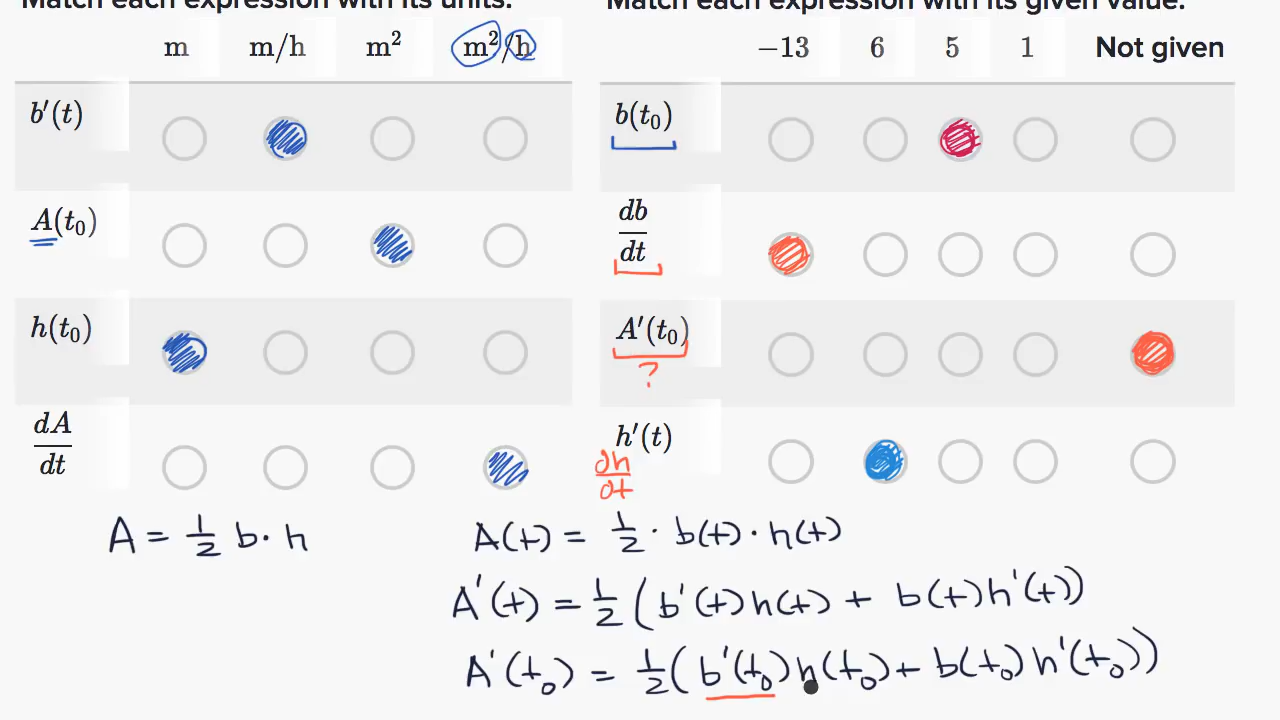 Match each expression with its units.
m m/h m² m²/h
b′(t)
A(t₀)
h(t₀)
dA/dt
Match each expression with its given value.
−13 6 5 1 Not given
b(t₀)
db/dt
A′(t₀)
?
h′(t)
dh/dt
A = 1/2 b · h
A(t) = 1/2 · b(t) · h(t)
A′(t) = 1/2 (b′(t)h(t) + b(t)h′(t))
A′(t₀) = 1/2 (b′(t₀)h(t₀) + b(t₀)h′(t₀))